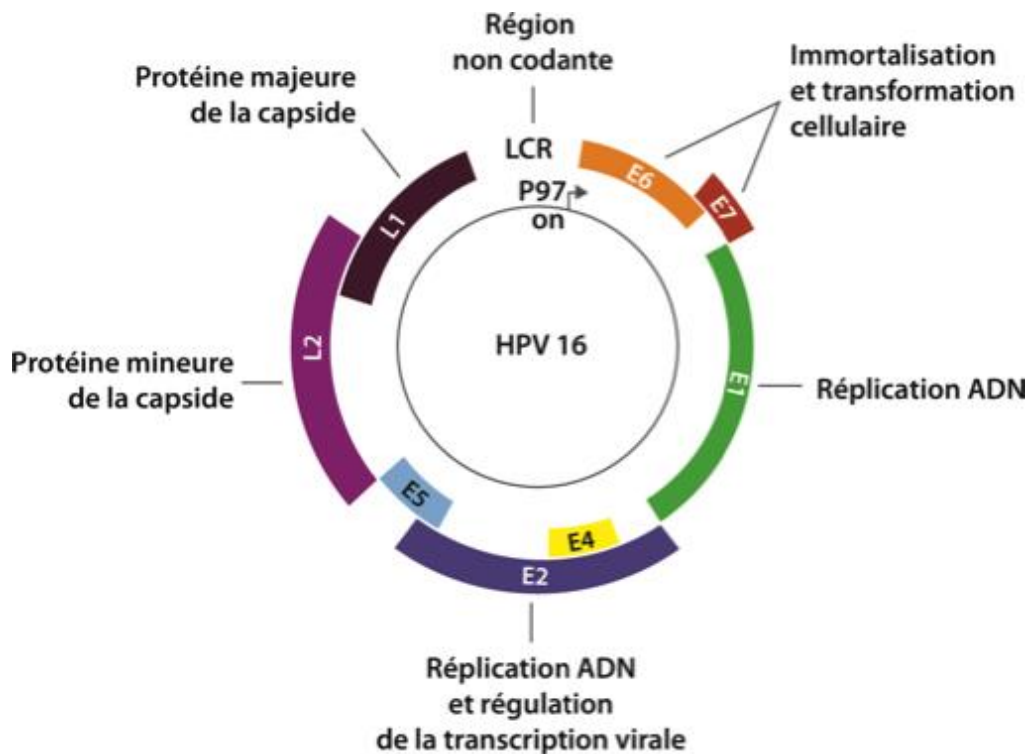 Région
non codante
Immortalisation
et transformation
cellulaire
Protéine majeure
de la capside
LCR
P97
on
E6
E7
L1
L2
HPV 16
E1
Réplication ADN
Protéine mineure
de la capside
E5
E4
E2
Réplication ADN
et régulation
de la transcription virale